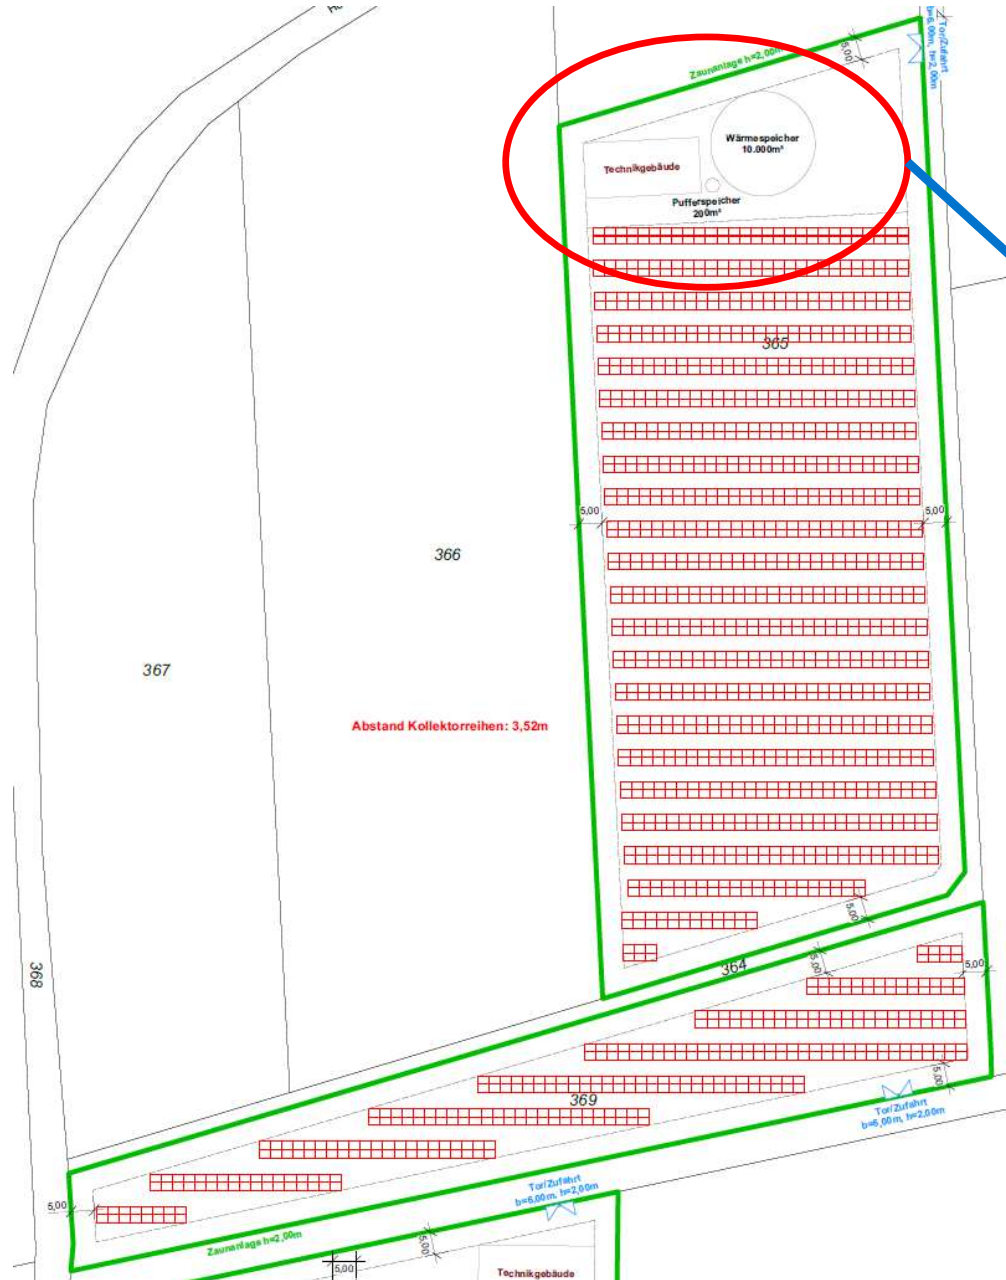 Tor/Zufahrt
b=6,00m, h=2,00m
Zaunanlage h=2,00m
5,00
Wärmespeicher
10.000m³
Technikgebäude
Pufferspeicher
200m³
365
5,00
5,00
366
367
Abstand Kollektorreihen: 3,52m
5,00
368
364
5,00
5,00
5,00
369
Tor/Zufahrt
b=6,00m, h=2,00m
Tor/Zufahrt
b=6,00m, h=2,00m
5,00
Zaunanlage h=2,00m
5,00
5,00
Technikgebäude